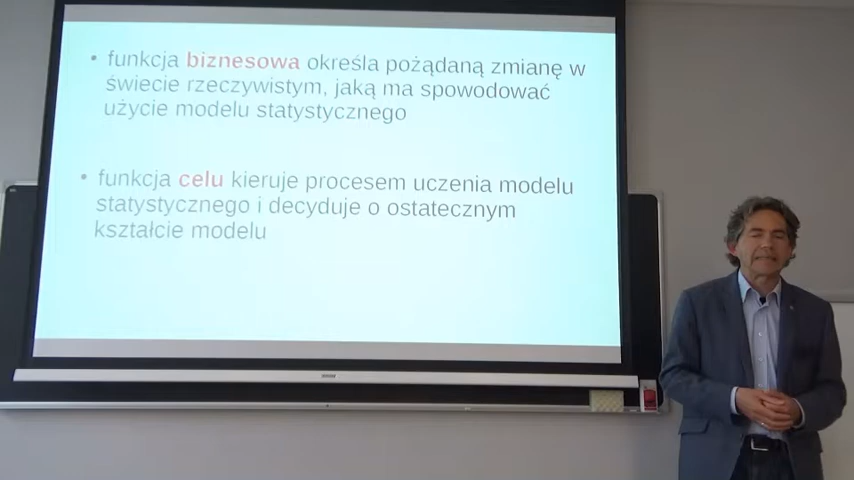 • funkcja biznesowa określa pożądaną zmianę w
świecie rzeczywistym, jaką ma spowodować
użycie modelu statystycznego
• funkcja celu kieruje procesem uczenia modelu
statystycznego i decyduje o ostatecznym
kształcie modelu